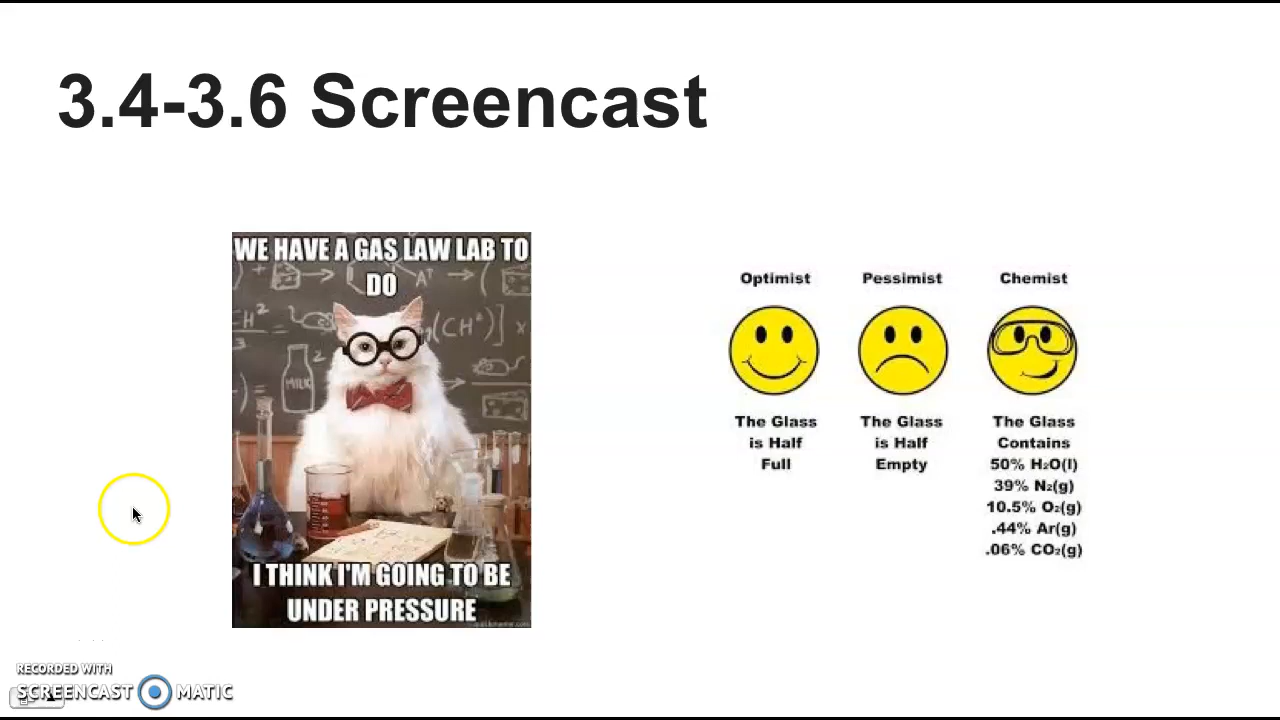 3.4-3.6 Screencast
WE HAVE A GAS LAW LAB TO
DO
MILK
I THINK I'M GOING TO BE
UNDER PRESSURE
Optimist
The Glass
is Half
Full
Pessimist
The Glass
is Half
Empty
Chemist
The Glass
Contains
50% H₂O(l)
39% N₂(g)
10.5% O₂(g)
.44% Ar(g)
.06% CO₂(g)
RECORDED WITH
SCREENCAST MATIC